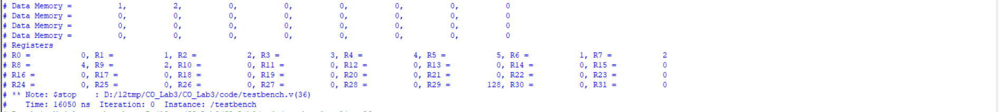 # Data Memory = 1, 2, 0, 0, 0, 0, 0, 0
# Data Memory = 0, 0, 0, 0, 0, 0, 0, 0
# Data Memory = 0, 0, 0, 0, 0, 0, 0, 0
# Data Memory = 0, 0, 0, 0, 0, 0, 0, 0
# Registers
# R0 = 0, R1 = 1, R2 = 2, R3 = 3, R4 = 4, R5 = 5, R6 = 1, R7 = 2
# R8 = 4, R9 = 2, R10 = 0, R11 = 0, R12 = 0, R13 = 0, R14 = 0, R15 = 0
# R16 = 0, R17 = 0, R18 = 0, R19 = 0, R20 = 0, R21 = 0, R22 = 0, R23 = 0
# R24 = 0, R25 = 0, R26 = 0, R27 = 0, R28 = 0, R29 = 128, R30 = 0, R31 = 0
# ** Note: $stop : D:/12tmp/CO_Lab3/CO_Lab3/code/testbench.v(36)
# Time: 16050 ns Iteration: 0 Instance: /testbench